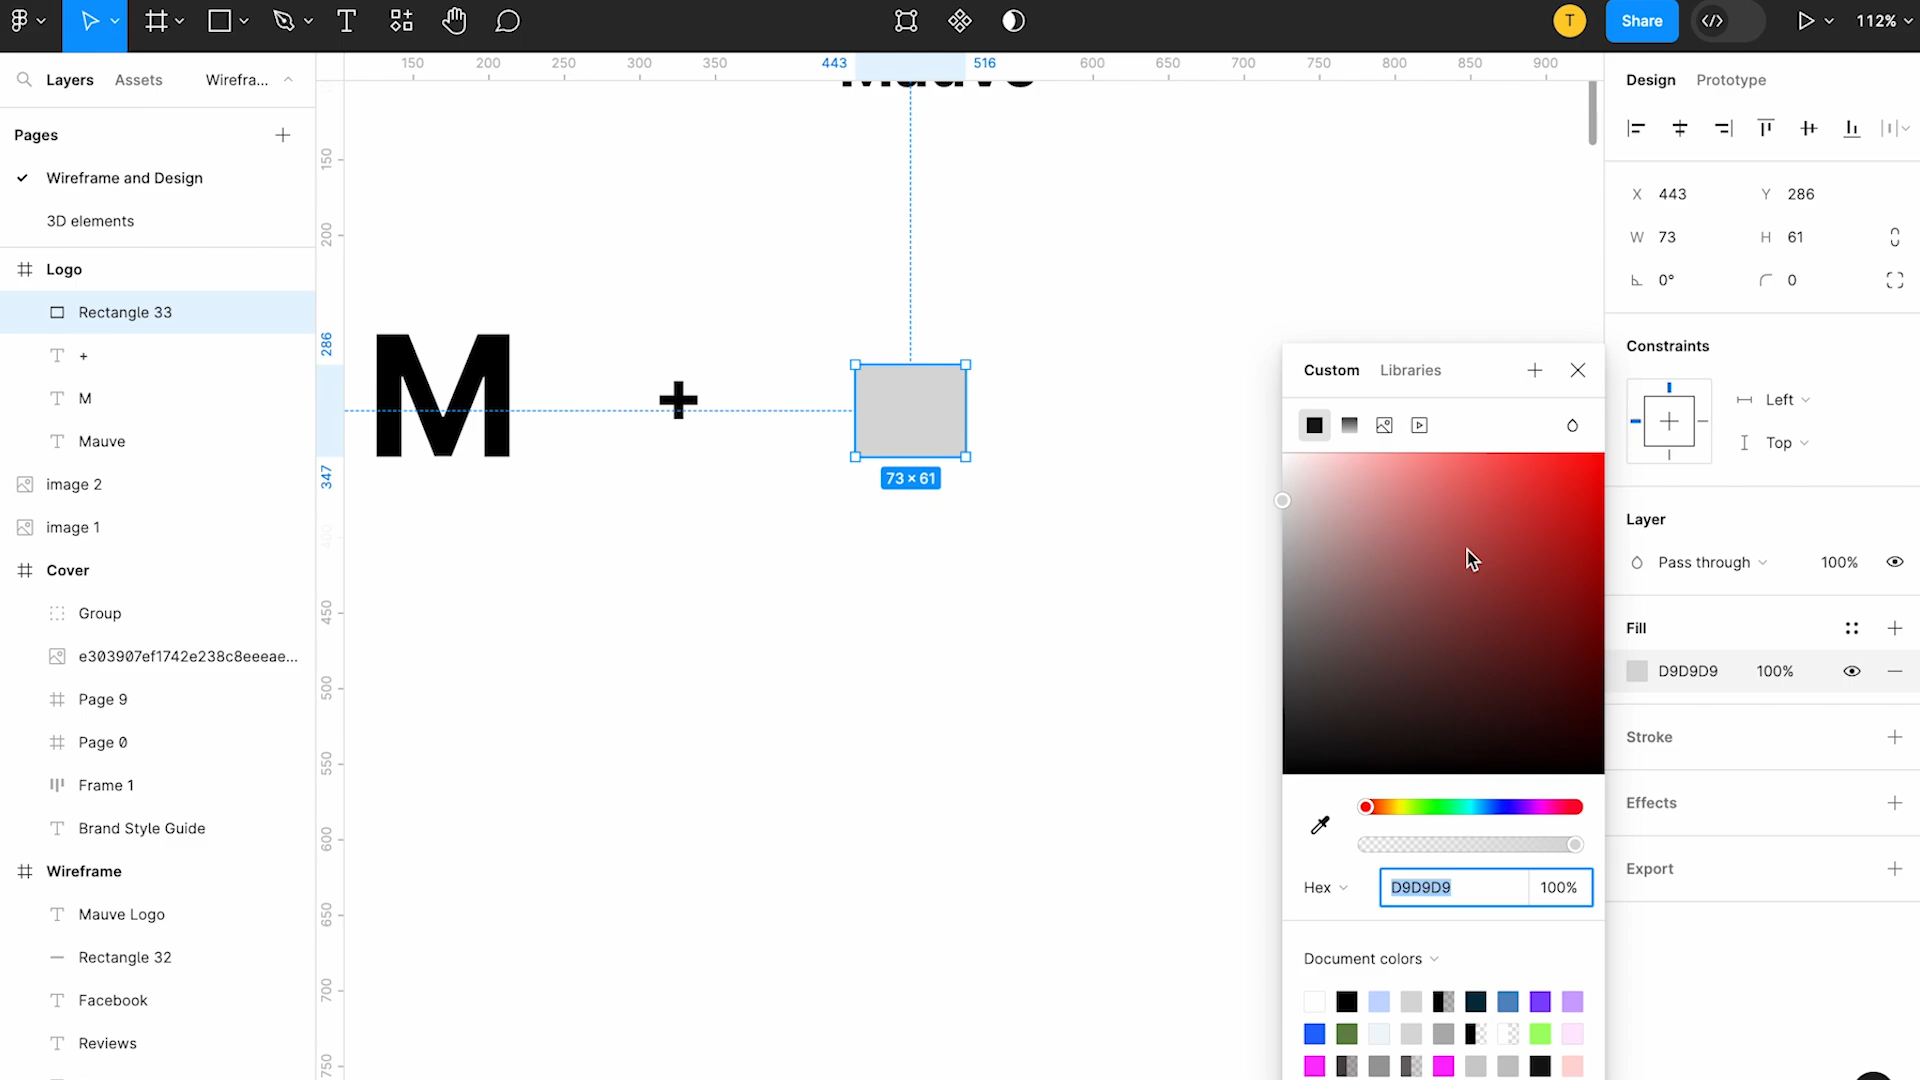 T
Share
112%
Layers
Assets
Wirefra...
Pages
Wireframe and Design
3D elements
Logo
Rectangle 33
+
M
Mauve
image 2
image 1
Cover
Group
e303907ef1742e238c8eeeae...
Page 9
Page 0
Frame 1
Brand Style Guide
Wireframe
Mauve Logo
Rectangle 32
Facebook
Reviews
150 200 250 300 350 443 516 600 650 700 750 800 850 900
150
200
286
347
400
450
500
550
600
650
700
750
Mauve
M +
73 × 61
Custom
Libraries
Hex
D9D9D9
100%
Document colors
Design
Prototype
X 443
Y 286
W 73
H 61
0°
0
Constraints
Left
Top
Layer
Pass through
100%
Fill
D9D9D9
100%
Stroke
Effects
Export